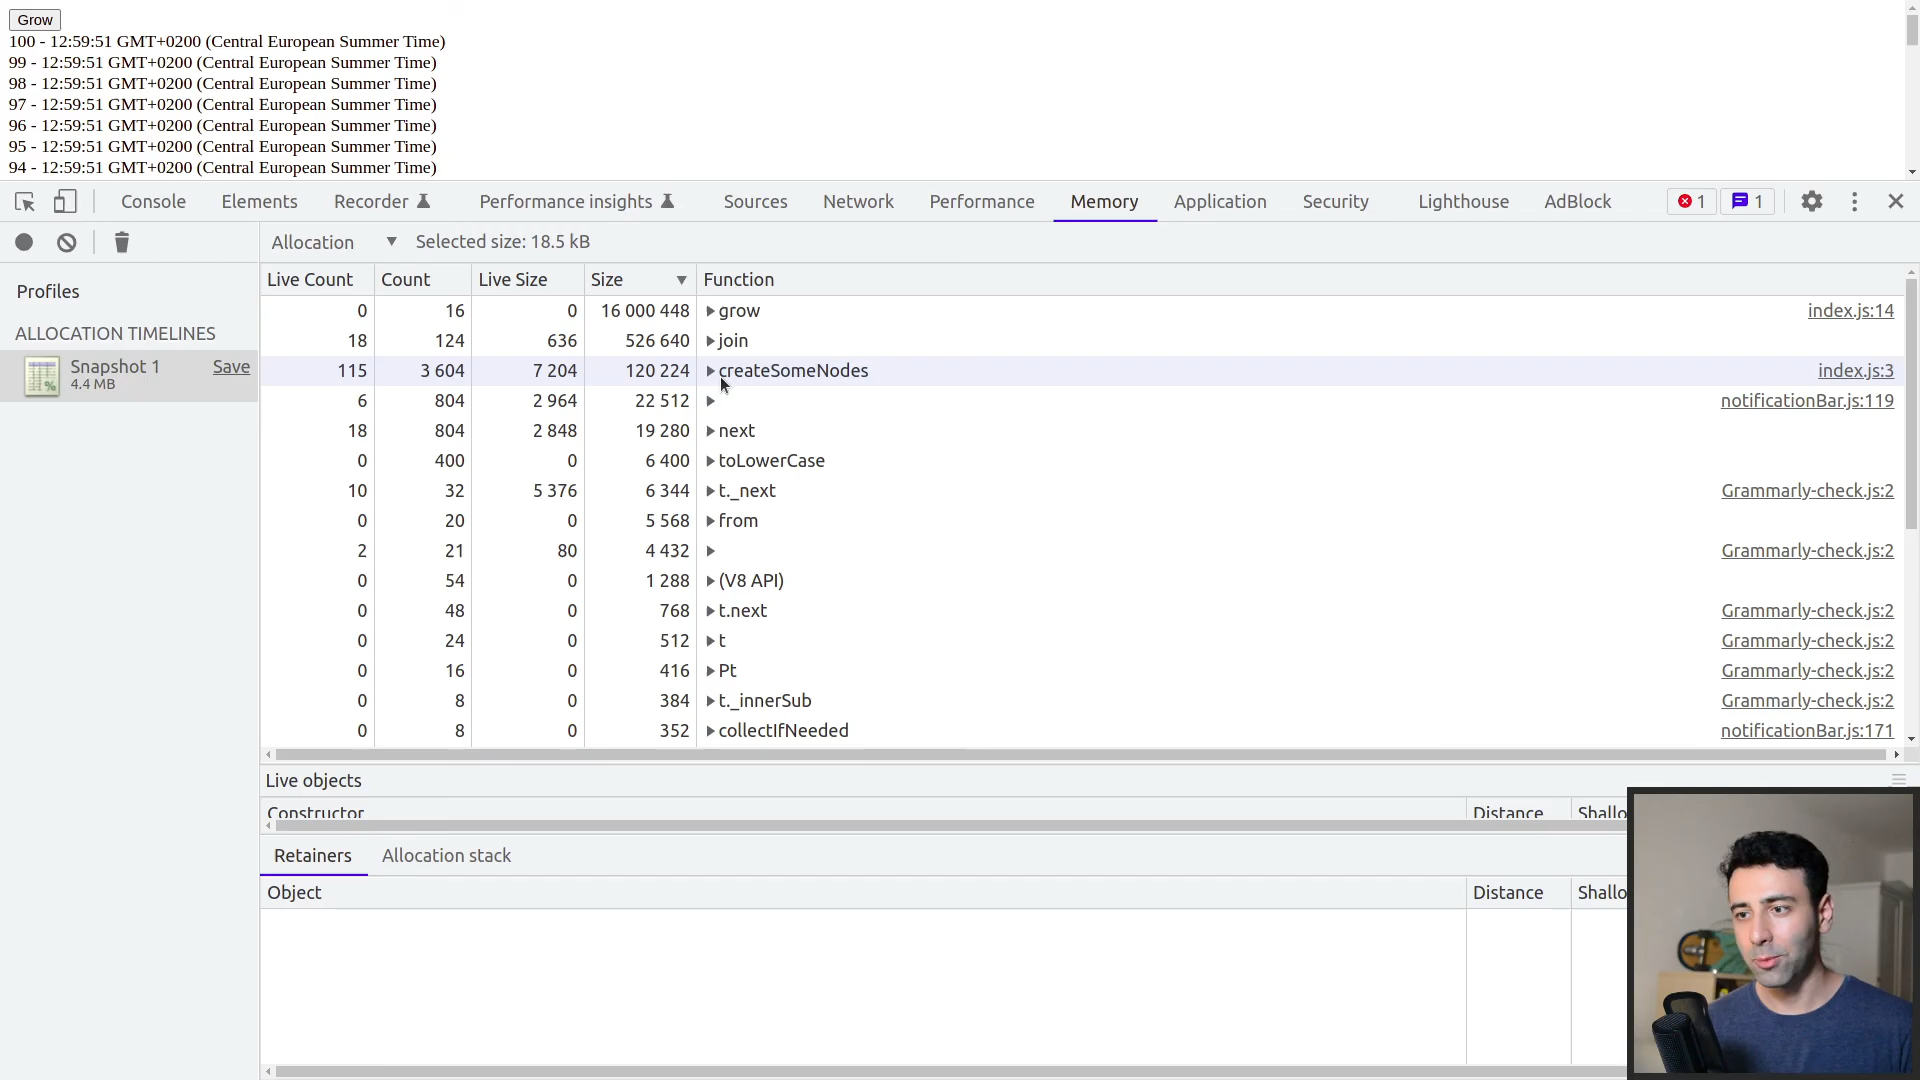 Grow
100 - 12:59:51 GMT+0200 (Central European Summer Time)
99 - 12:59:51 GMT+0200 (Central European Summer Time)
98 - 12:59:51 GMT+0200 (Central European Summer Time)
97 - 12:59:51 GMT+0200 (Central European Summer Time)
96 - 12:59:51 GMT+0200 (Central European Summer Time)
95 - 12:59:51 GMT+0200 (Central European Summer Time)
94 - 12:59:51 GMT+0200 (Central European Summer Time)
Console Elements Recorder Performance insights Sources Network Performance Memory Application Security Lighthouse AdBlock 1 1
Allocation Selected size: 18.5 kB
Profiles
ALLOCATION TIMELINES
Snapshot 1 Save
4.4 MB
Live Count Count Live Size Size Function
0 16 0 16 000 448 grow index.js:14
18 124 636 526 640 join
115 3 604 7 204 120 224 createSomeNodes index.js:3
6 804 2 964 22 512 notificationBar.js:119
18 804 2 848 19 280 next
0 400 0 6 400 toLowerCase
10 32 5 376 6 344 t._next Grammarly-check.js:2
0 20 0 5 568 from
2 21 80 4 432 Grammarly-check.js:2
0 54 0 1 288 (V8 API)
0 48 0 768 t.next Grammarly-check.js:2
0 24 0 512 t Grammarly-check.js:2
0 16 0 416 Pt Grammarly-check.js:2
0 8 0 384 t._innerSub Grammarly-check.js:2
0 8 0 352 collectIfNeeded notificationBar.js:171
Live objects
Constructor Distance Shallo
Retainers Allocation stack
Object Distance Shallo